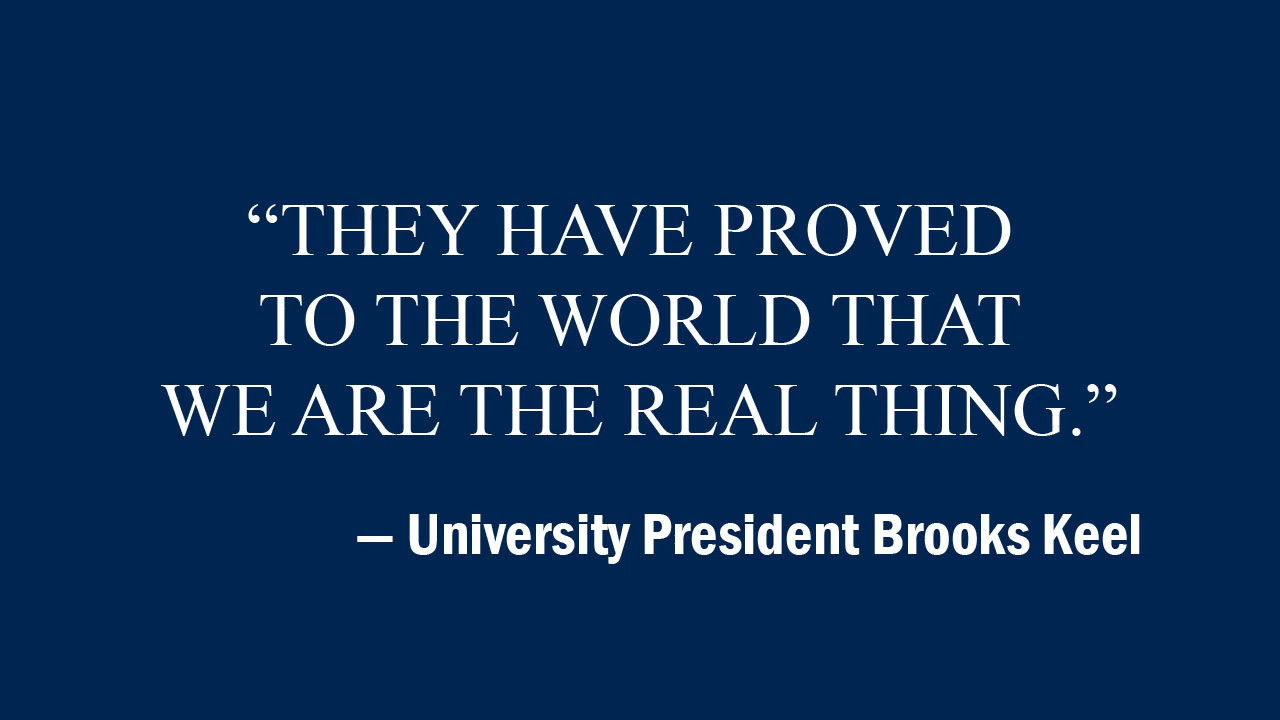 “THEY HAVE PROVED
TO THE WORLD THAT
WE ARE THE REAL THING.”
— University President Brooks Keel